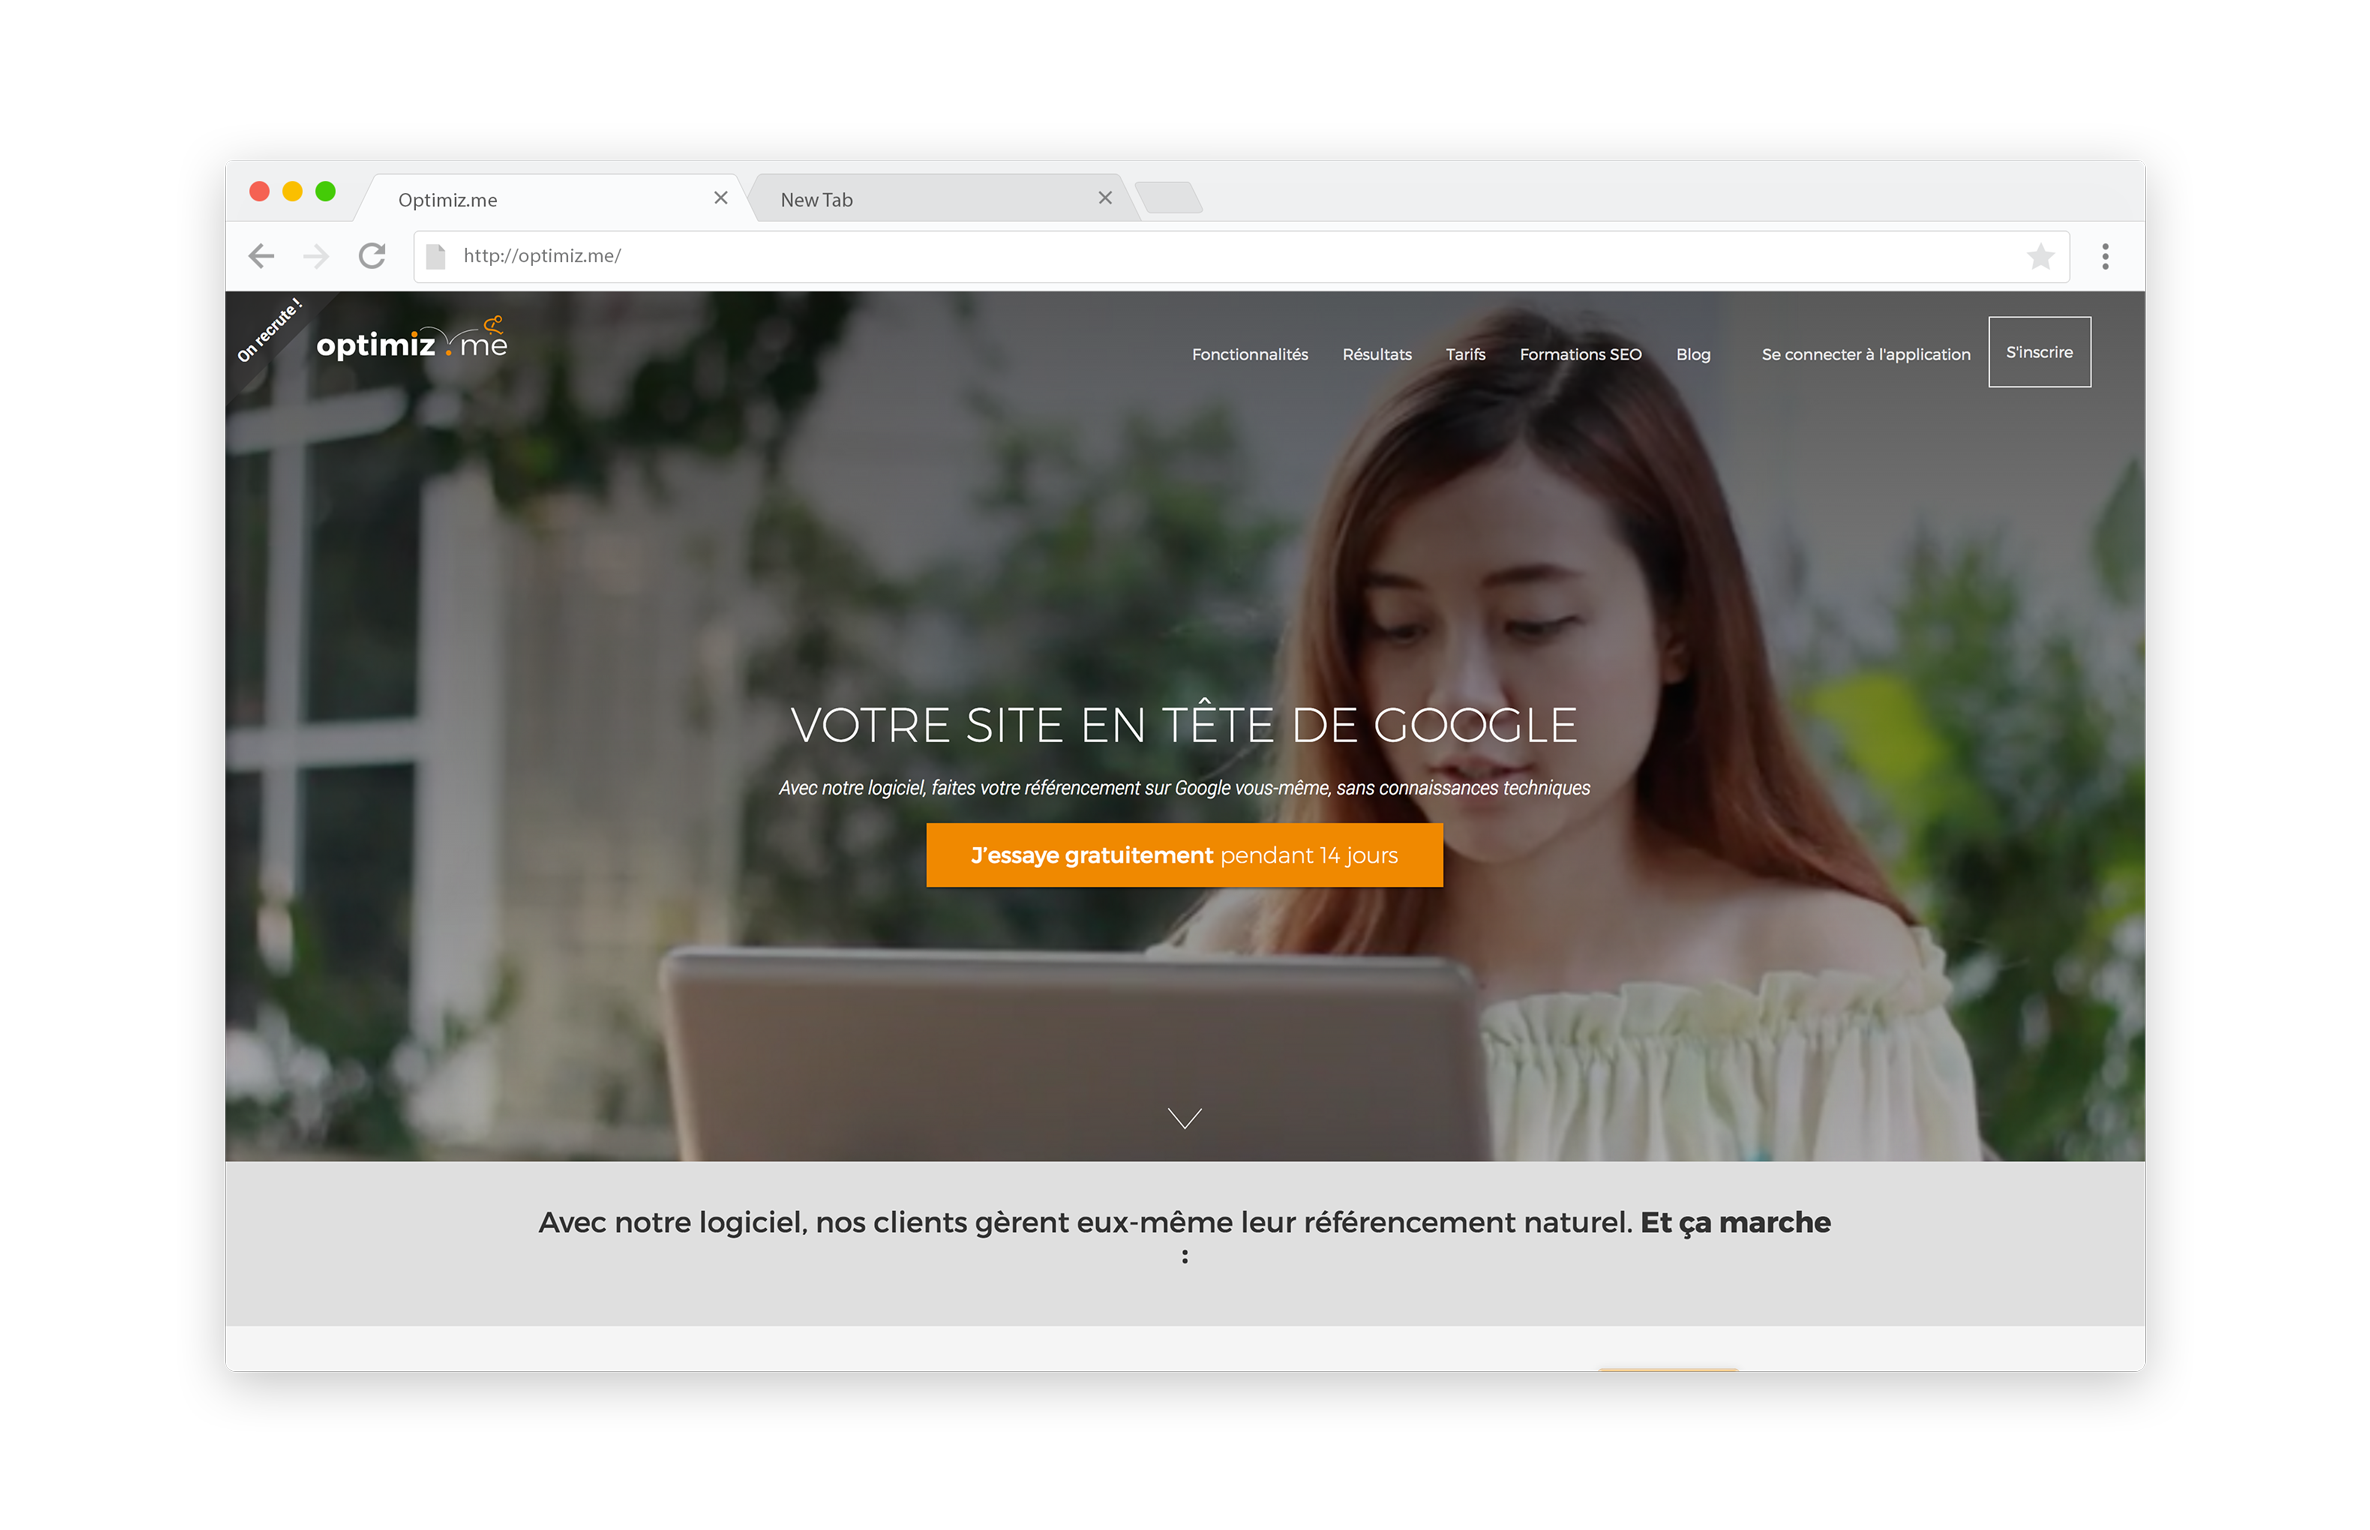 Optimiz.me
New Tab
http://optimiz.me/
On recrute !
optimiz.me
Fonctionnalités
Résultats
Tarifs
Formations SEO
Blog
Se connecter à l'application
S'inscrire
VOTRE SITE EN TÊTE DE GOOGLE
Avec notre logiciel, faites votre référencement sur Google vous-même, sans connaissances techniques
J'essaye gratuitement pendant 14 jours
Avec notre logiciel, nos clients gèrent eux-même leur référencement naturel. Et ça marche
: